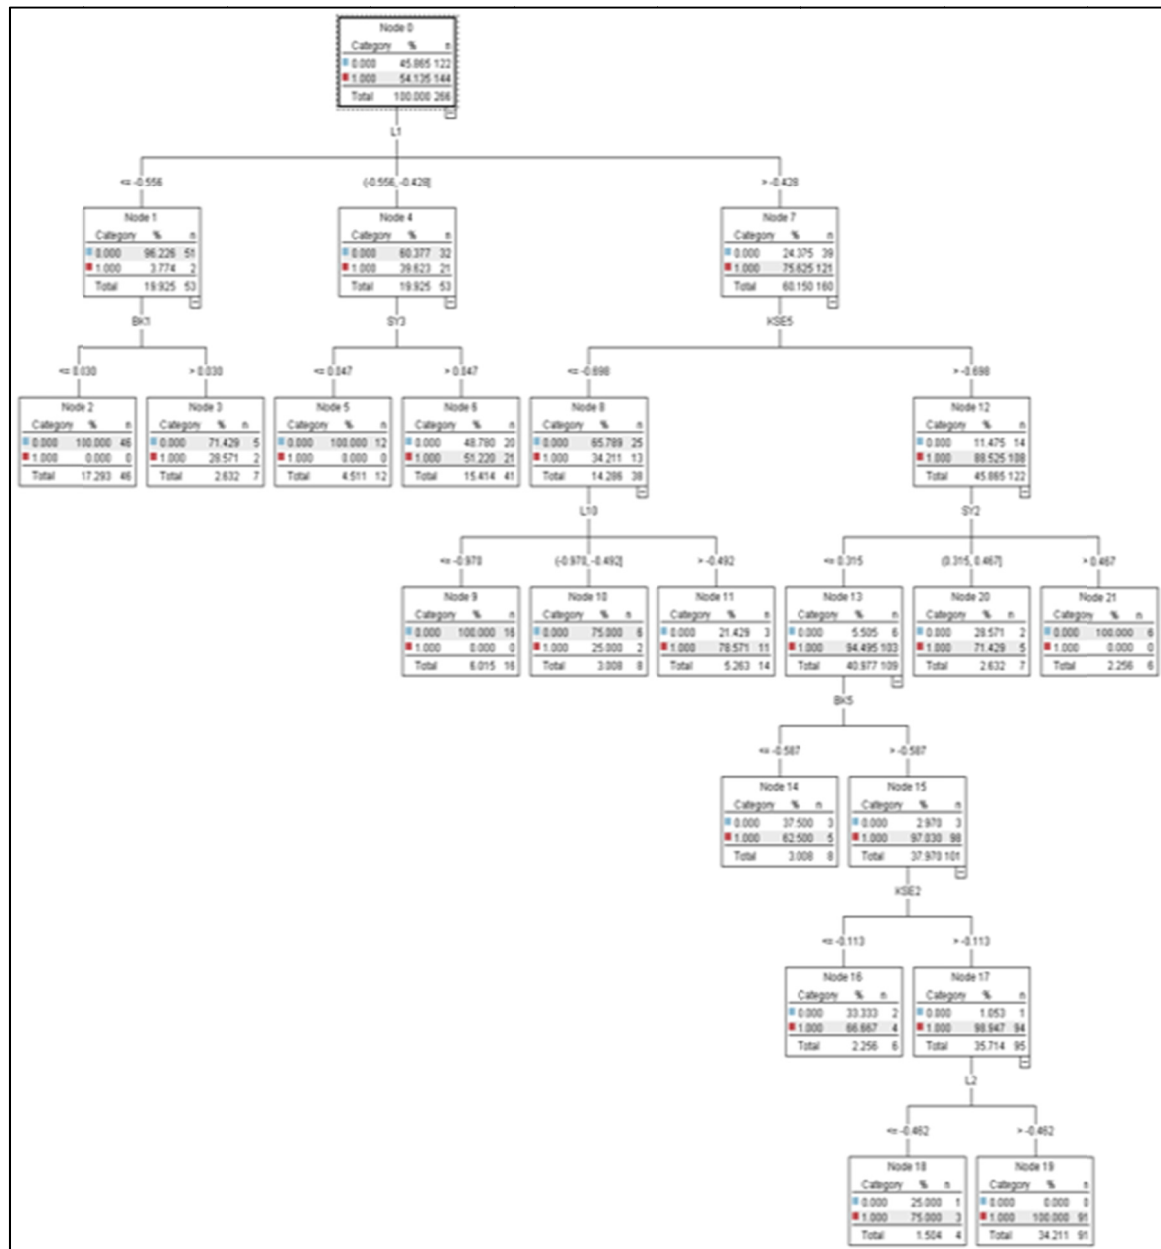 Node 0
Category % n
0.000 45.865 122
1.000 54.135 144
Total 100.000 266
L1
<= -0.556
(-0.556, -0.428]
> -0.428
Node 1
Category % n
0.000 96.226 51
1.000 3.774 2
Total 19.925 53
Node 4
Category % n
0.000 60.377 32
1.000 39.623 21
Total 19.925 53
Node 7
Category % n
0.000 24.375 39
1.000 75.625 121
Total 60.150 160
BK1
SY3
KSE5
<= 0.030
> 0.030
<= 0.047
> 0.047
<= -0.698
> -0.698
Node 2
Category % n
0.000 100.000 46
1.000 0.000 0
Total 17.293 46
Node 3
Category % n
0.000 71.429 5
1.000 28.571 2
Total 2.632 7
Node 5
Category % n
0.000 100.000 12
1.000 0.000 0
Total 4.511 12
Node 6
Category % n
0.000 48.780 20
1.000 51.220 21
Total 15.414 41
Node 8
Category % n
0.000 65.789 25
1.000 34.211 13
Total 14.286 38
Node 12
Category % n
0.000 11.475 14
1.000 88.525 108
Total 45.865 122
L10
SY2
<= -0.970
(-0.970, -0.492]
> -0.492
<= 0.315
(0.315, 0.467]
> 0.467
Node 9
Category % n
0.000 100.000 16
1.000 0.000 0
Total 6.015 16
Node 10
Category % n
0.000 75.000 6
1.000 25.000 2
Total 3.008 8
Node 11
Category % n
0.000 21.429 3
1.000 78.571 11
Total 5.263 14
Node 13
Category % n
0.000 5.505 6
1.000 94.495 103
Total 40.977 109
Node 20
Category % n
0.000 28.571 2
1.000 71.429 5
Total 2.632 7
Node 21
Category % n
0.000 100.000 6
1.000 0.000 0
Total 2.256 6
BK5
<= -0.587
> -0.587
Node 14
Category % n
0.000 37.500 3
1.000 62.500 5
Total 3.008 8
Node 15
Category % n
0.000 2.970 3
1.000 97.030 98
Total 37.970 101
KSE2
<= -0.113
> -0.113
Node 16
Category % n
0.000 33.333 2
1.000 66.667 4
Total 2.256 6
Node 17
Category % n
0.000 1.053 1
1.000 98.947 94
Total 35.714 95
L2
<= -0.462
> -0.462
Node 18
Category % n
0.000 25.000 1
1.000 75.000 3
Total 1.504 4
Node 19
Category % n
0.000 0.000 0
1.000 100.000 91
Total 34.211 91